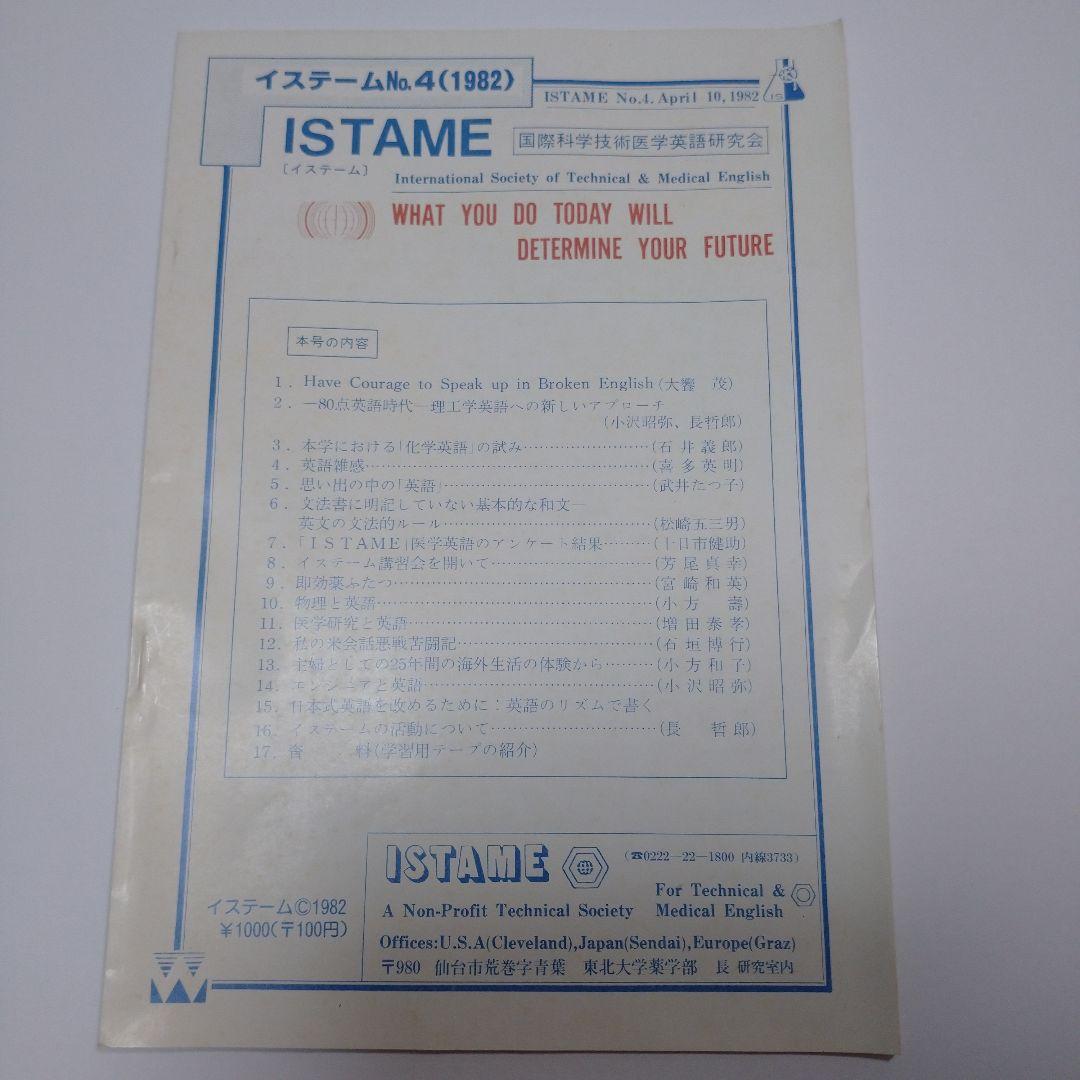 イステームNo.4(1982)
ISTAME No.4. April 10, 1982
IS
ISTAME
国際科学技術医学英語研究会
〔イステーム〕
International Society of Technical & Medical English
WHAT YOU DO TODAY WILL
DETERMINE YOUR FUTURE
本号の内容
1. Have Courage to Speak up in Broken English(大饗 茂)
2. —80点英語時代—理工学英語への新しいアプローチ
(小沢昭弥、長哲郎)
3. 本学における「化学英語」の試み……………………(石井義郎)
4. 英語雑感……………………………………………(喜多英明)
5. 思い出の中の「英語」………………………………(武井たつ子)
6. 文法書に明記していない基本的な和文—
英文の文法的ルール………………………………(松崎五三男)
7. 「ISTAME」医学英語のアンケート結果………(十日市健助)
8. イステーム講習会を開いて…………………………(芳尾真幸)
9. 即効薬ふたつ…………………………………………(宮崎和英)
10. 物理と英語……………………………………………(小方 壽)
11. 医学研究と英語………………………………………(増田泰孝)
12. 私の米会話悪戦苦闘記………………………………(石垣博行)
13. 主婦としての25年間の海外生活の体験から………(小方和子)
14. エンジニアと英語……………………………………(小沢昭弥)
15. 日本式英語を改めるために:英語のリズムで書く
16. イステームの活動について…………………………(長 哲郎)
17. 資 料(学習用テープの紹介)
ISTAME
(☎0222—22—1800 内線3733)
For Technical &
A Non-Profit Technical Society Medical English
Offices:U.S.A(Cleveland),Japan(Sendai),Europe(Graz)
〒980 仙台市荒巻字青葉 東北大学薬学部 長 研究室内
イステーム©1982
¥1000(〒100円)